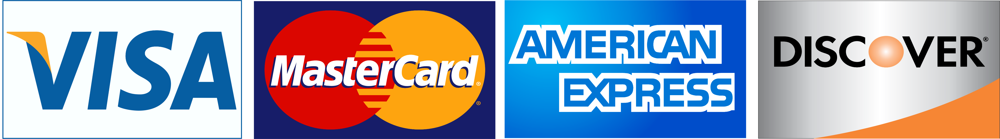 VISA
MasterCard®
®
AMERICAN
EXPRESS
DISCOVER®